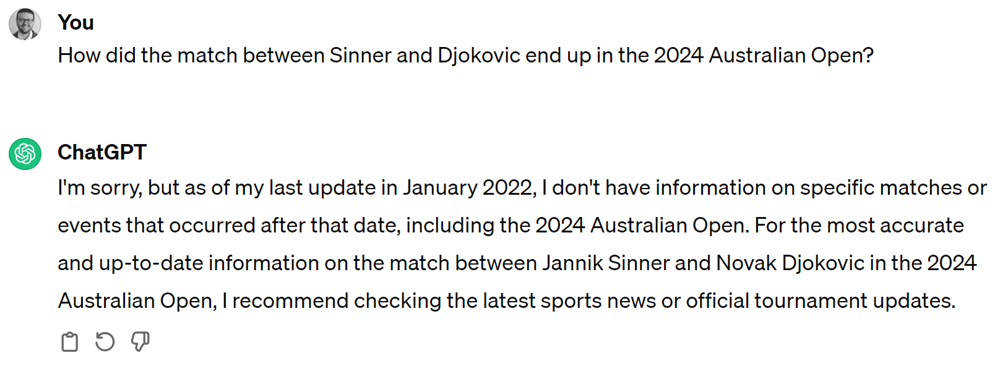 You
How did the match between Sinner and Djokovic end up in the 2024 Australian Open?
ChatGPT
I'm sorry, but as of my last update in January 2022, I don't have information on specific matches or
events that occurred after that date, including the 2024 Australian Open. For the most accurate
and up-to-date information on the match between Jannik Sinner and Novak Djokovic in the 2024
Australian Open, I recommend checking the latest sports news or official tournament updates.